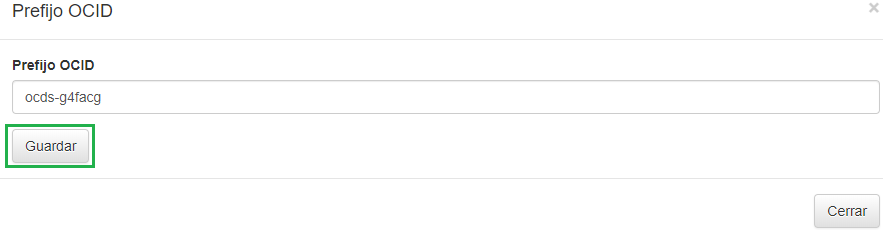 Prefijo OCID
×
Prefijo OCID
ocds-g4facg
Guardar
Cerrar